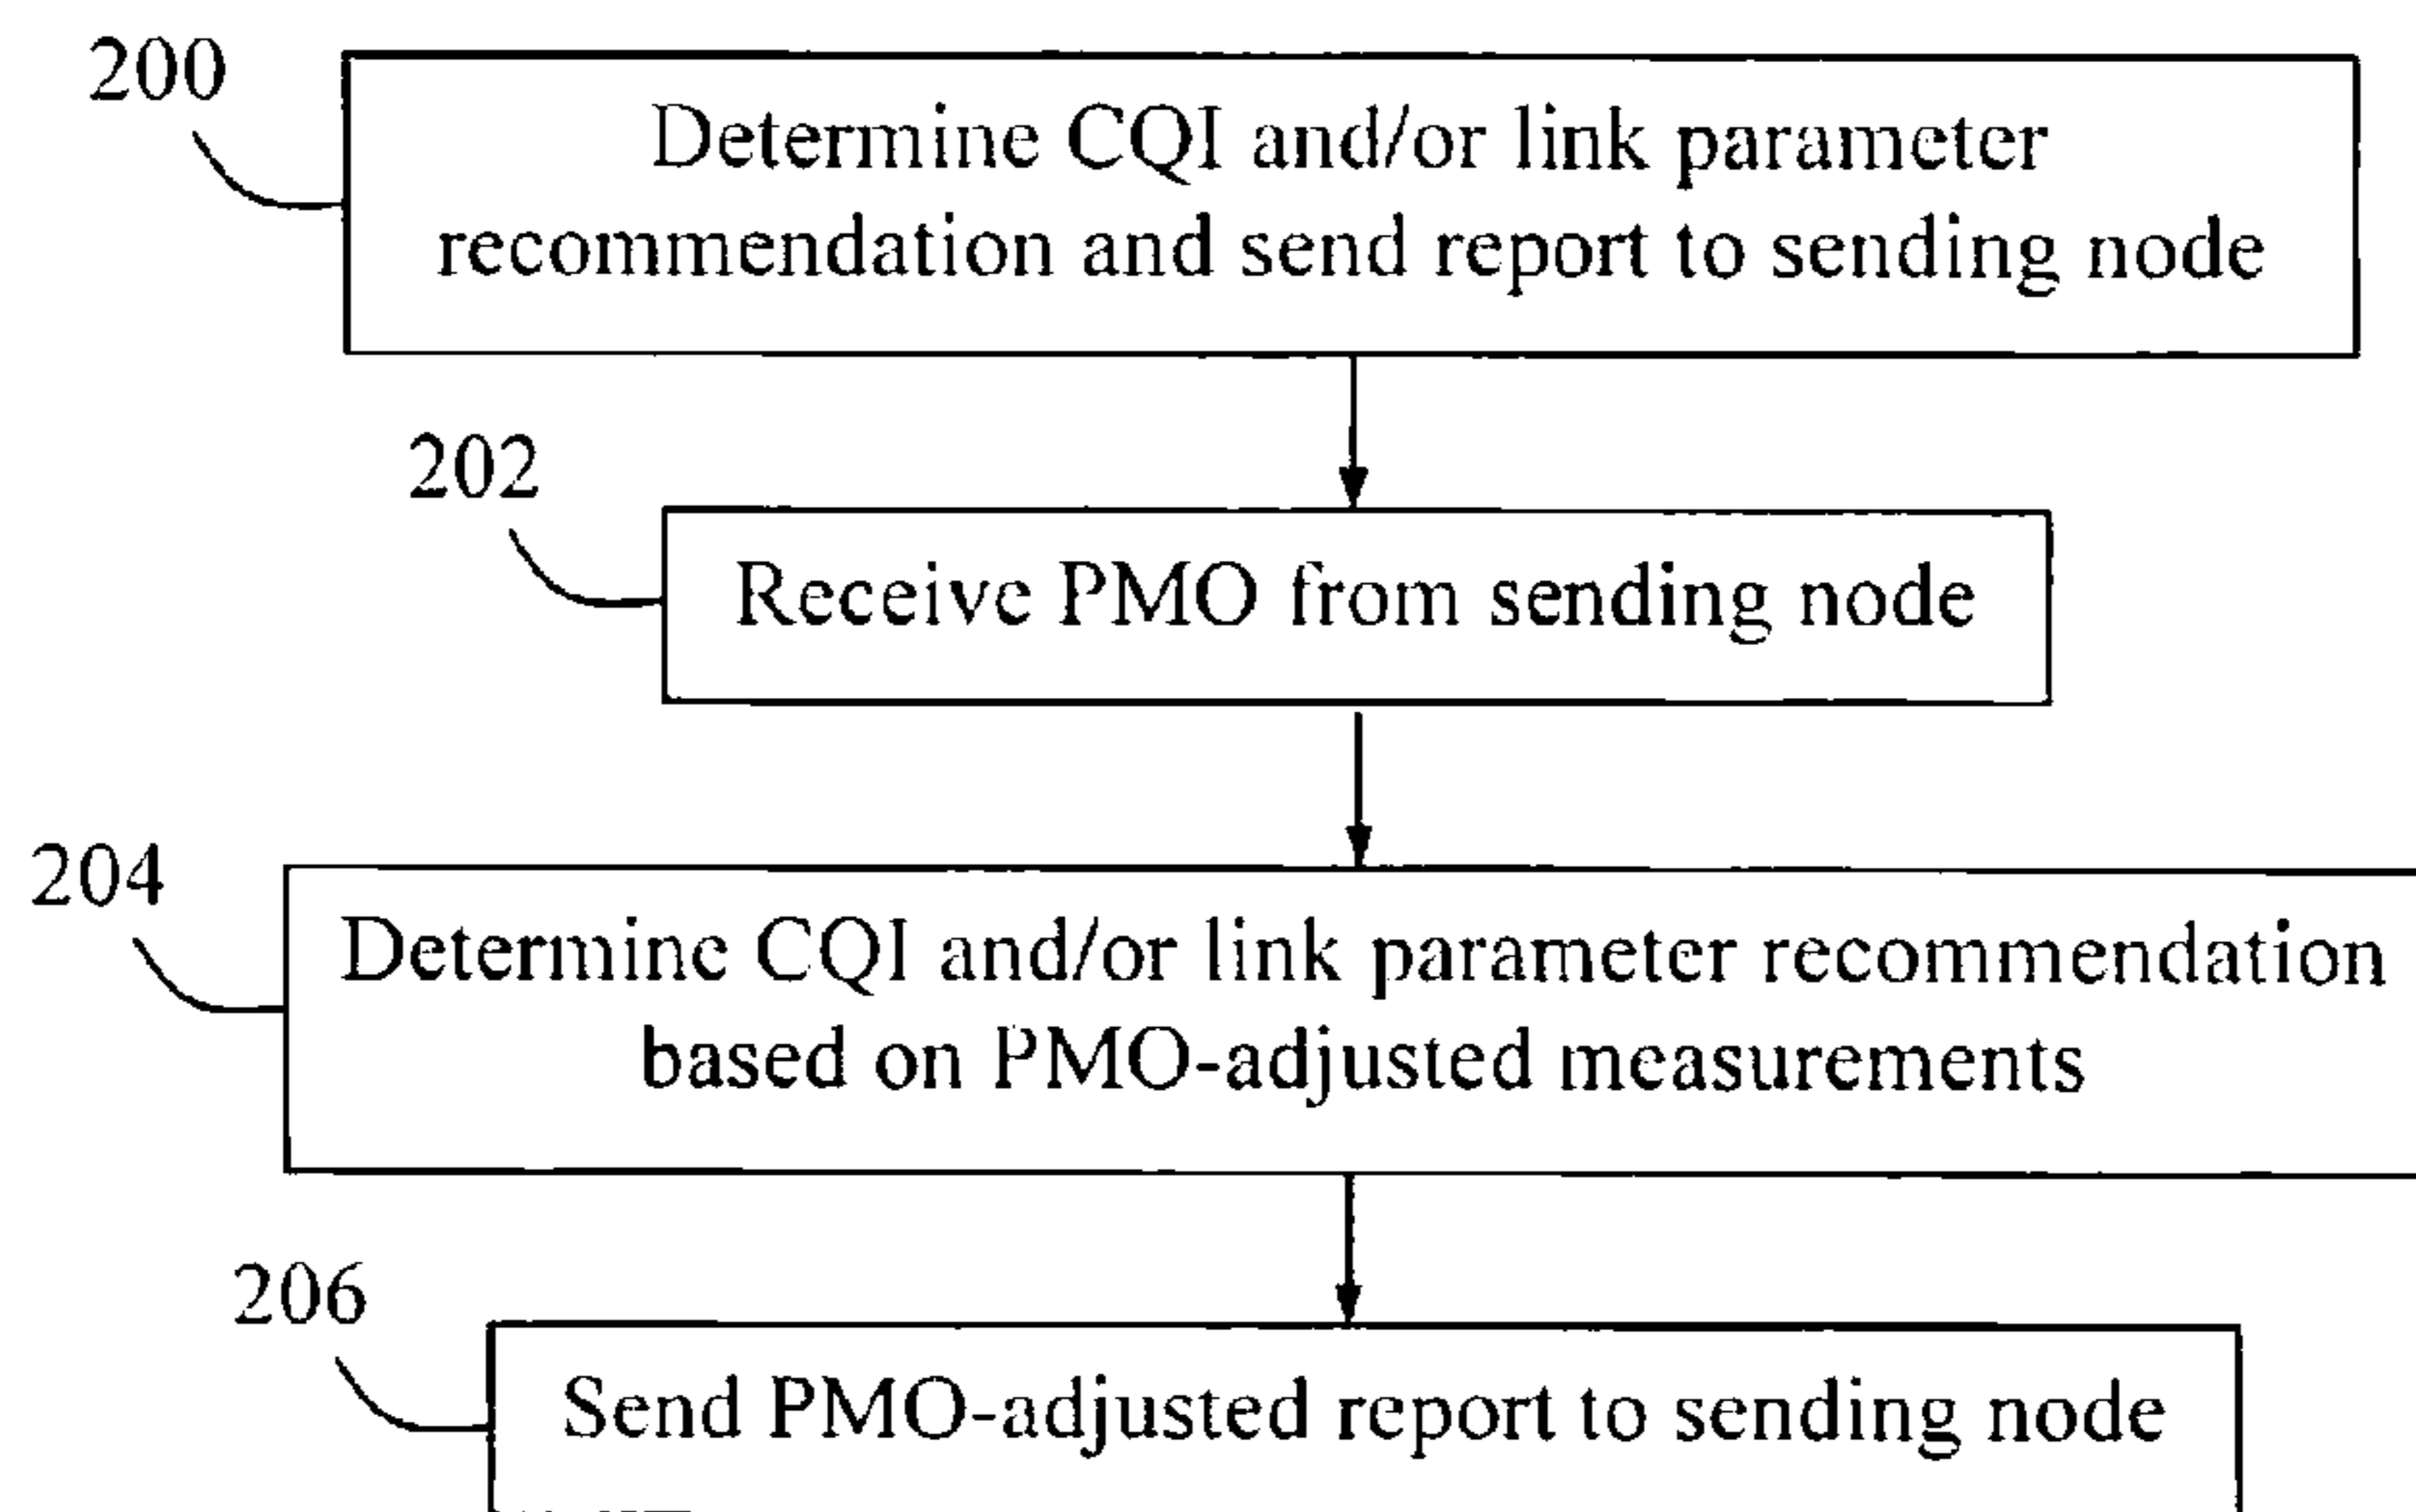 200
Determine CQI and/or link parameter
recommendation and send report to sending node
202
Receive PMO from sending node
204
Determine CQI and/or link parameter recommendation
based on PMO-adjusted measurements
206
Send PMO-adjusted report to sending node